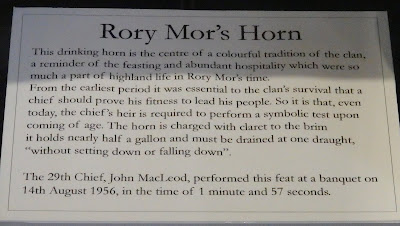 Rory Mor's Horn
This drinking horn is the centre of a colourful tradition of the clan,
a reminder of the feasting and abundant hospitality which were so
much a part of highland life in Rory Mor's time.
From the earliest period it was essential to the clan's survival that a
chief should prove his fitness to lead his people. So it is that, even
today, the chief's heir is required to perform a symbolic test upon
coming of age. The horn is charged with claret to the brim
it holds nearly half a gallon and must be drained at one draught,
"without setting down or falling down".
The 29th Chief, John MacLeod, performed this feat at a banquet on
14th August 1956, in the time of 1 minute and 57 seconds.